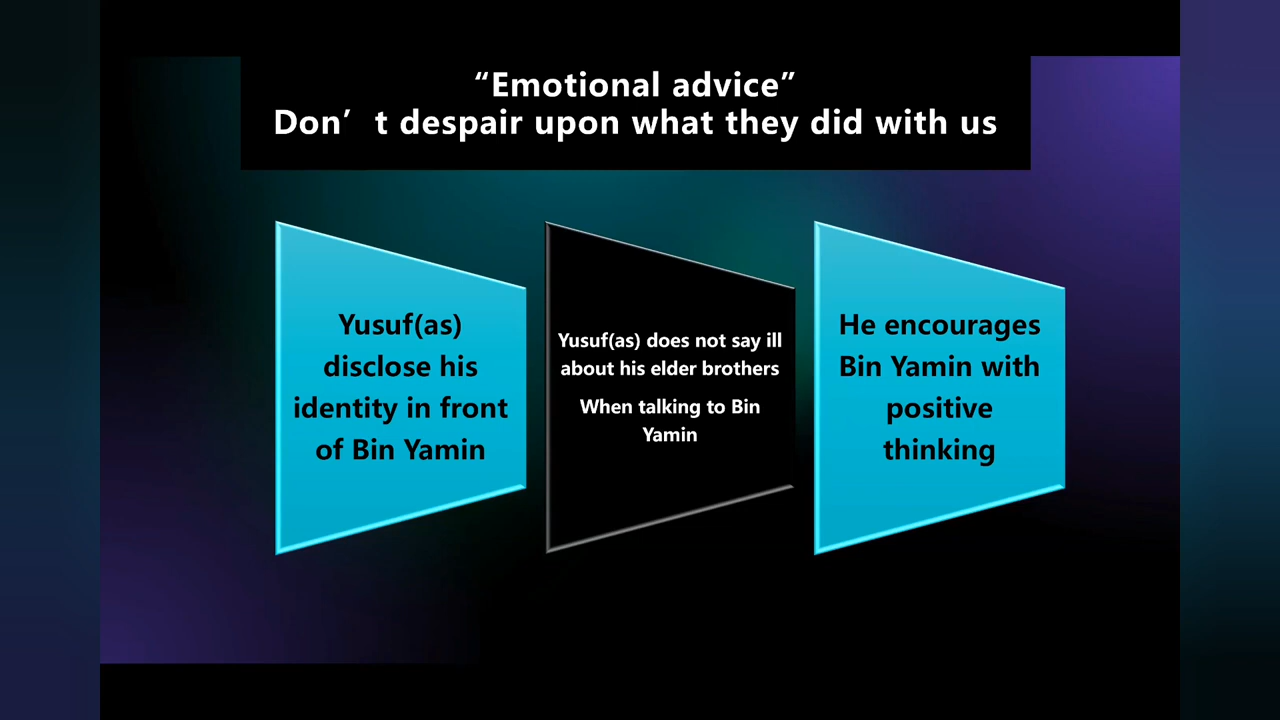 “Emotional advice”
Don’t despair upon what they did with us
Yusuf(as)
disclose his
identity in front
of Bin Yamin
Yusuf(as) does not say ill
about his elder brothers
When talking to Bin
Yamin
He encourages
Bin Yamin with
positive
thinking